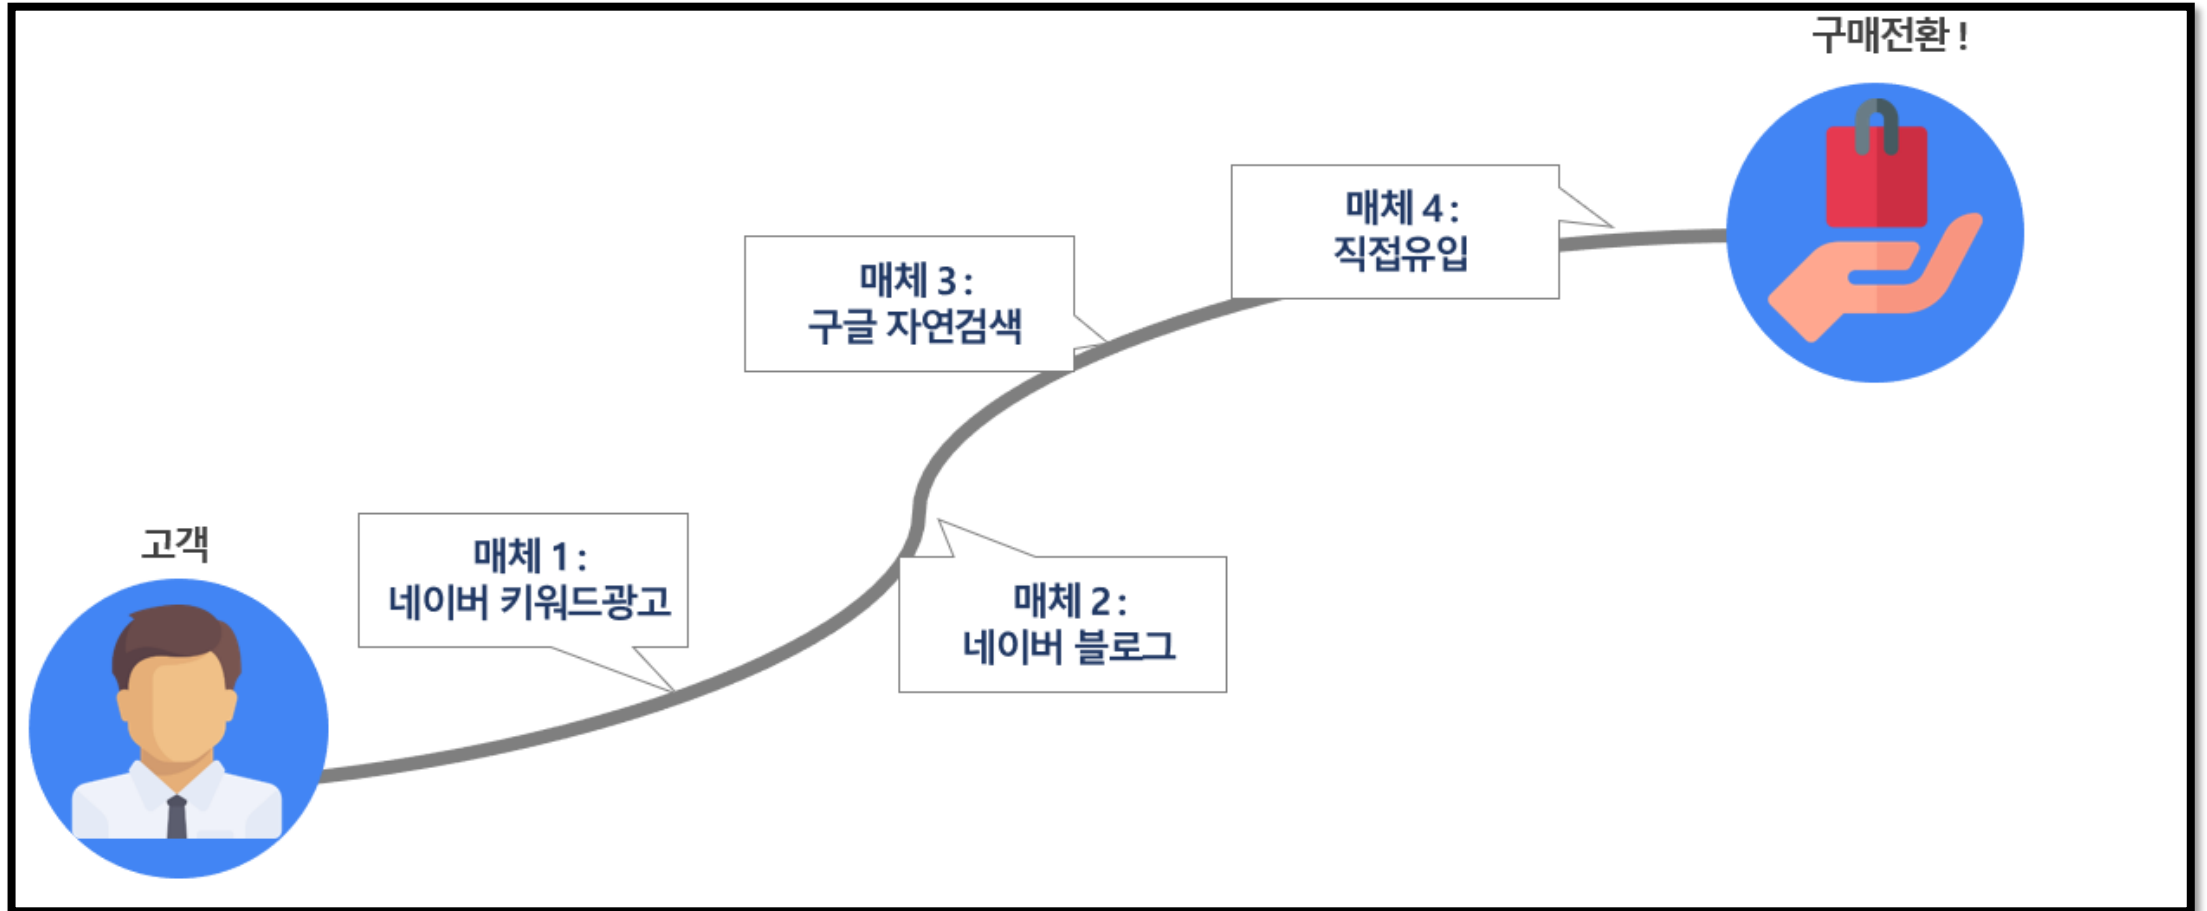 구매전환 !
매체 4 :
직접유입
매체 3 :
구글 자연검색
고객
매체 1 :
네이버 키워드광고
매체 2 :
네이버 블로그